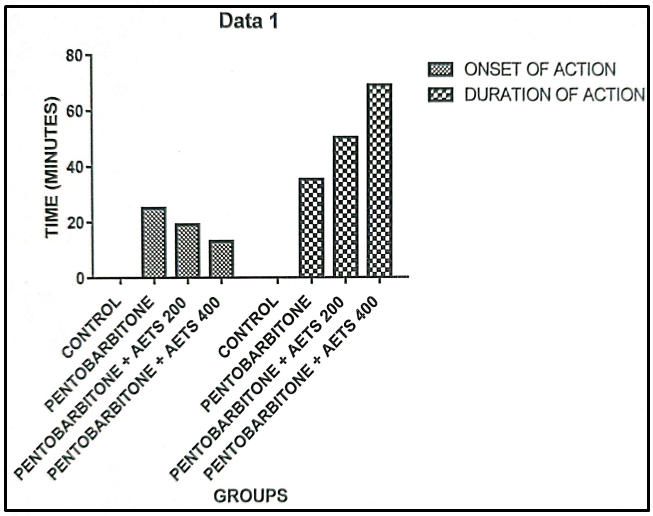 Data 1
ONSET OF ACTION
DURATION OF ACTION
TIME (MINUTES)
80
60
40
20
0
CONTROL
PENTOBARBITONE
PENTOBARBITONE + AETS 200
PENTOBARBITONE + AETS 400
CONTROL
PENTOBARBITONE
PENTOBARBITONE + AETS 200
PENTOBARBITONE + AETS 400
GROUPS